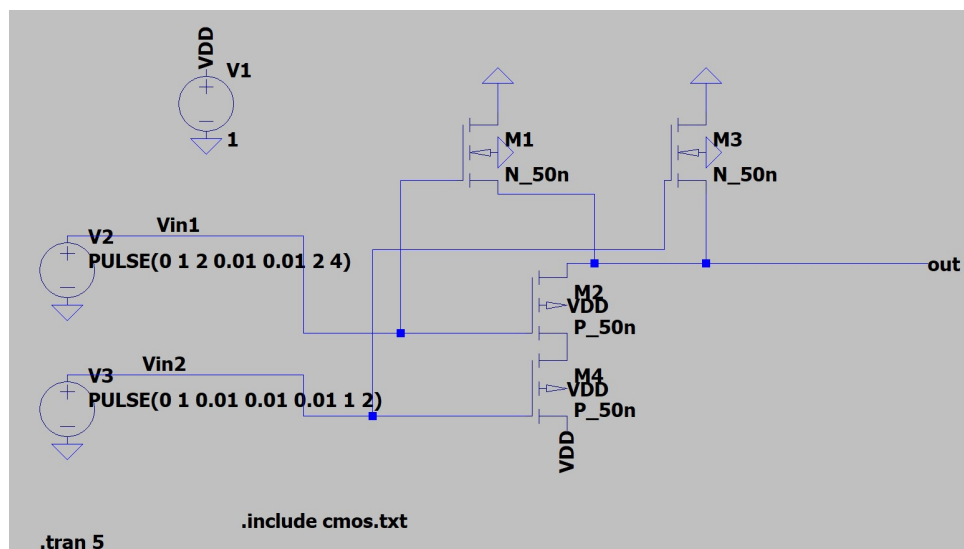 VDD
V1
1
M1
N_50n
M3
N_50n
Vin1
V2
PULSE(0 1 2 0.01 0.01 2 4)
out
M2
VDD
P_50n
Vin2
V3
PULSE(0 1 0.01 0.01 0.01 1 2)
M4
VDD
P_50n
VDD
.include cmos.txt
.tran 5